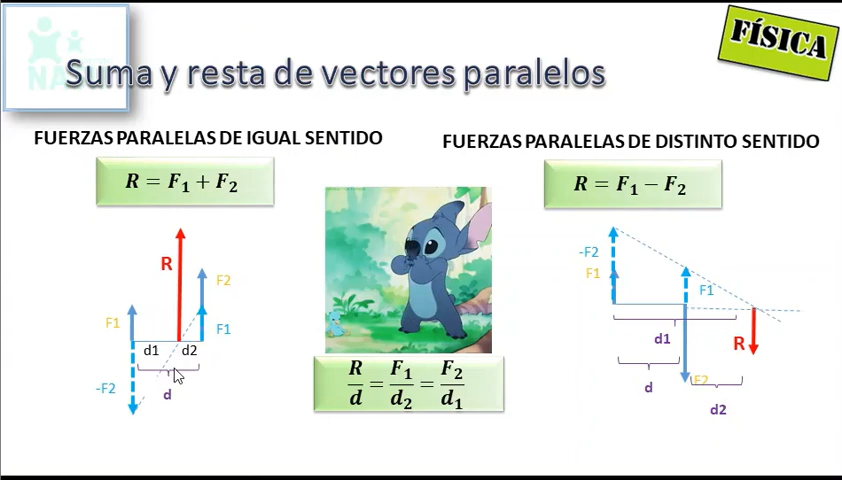 FÍSICA
Suma y resta de vectores paralelos
FUERZAS PARALELAS DE IGUAL SENTIDO
R = F₁ + F₂
R
F2
F1
F1
d1
d2
-F2
d
R/d = F₁/d₂ = F₂/d₁
FUERZAS PARALELAS DE DISTINTO SENTIDO
R = F₁ − F₂
-F2
F1
F1
d1
R
F2
d
d2